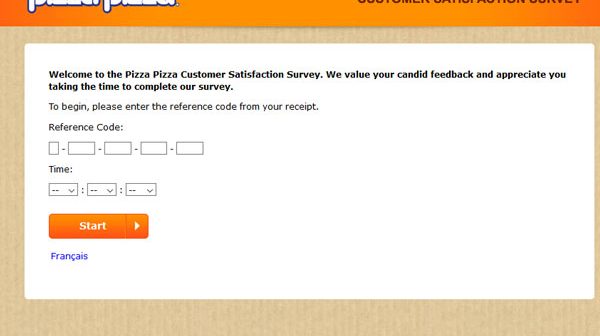 pizza pizza
CUSTOMER SATISFACTION SURVEY
Welcome to the Pizza Pizza Customer Satisfaction Survey. We value your candid feedback and appreciate you
taking the time to complete our survey.
To begin, please enter the reference code from your receipt.
Reference Code:
- - - -
Time:
-- : -- : --
Start
Français